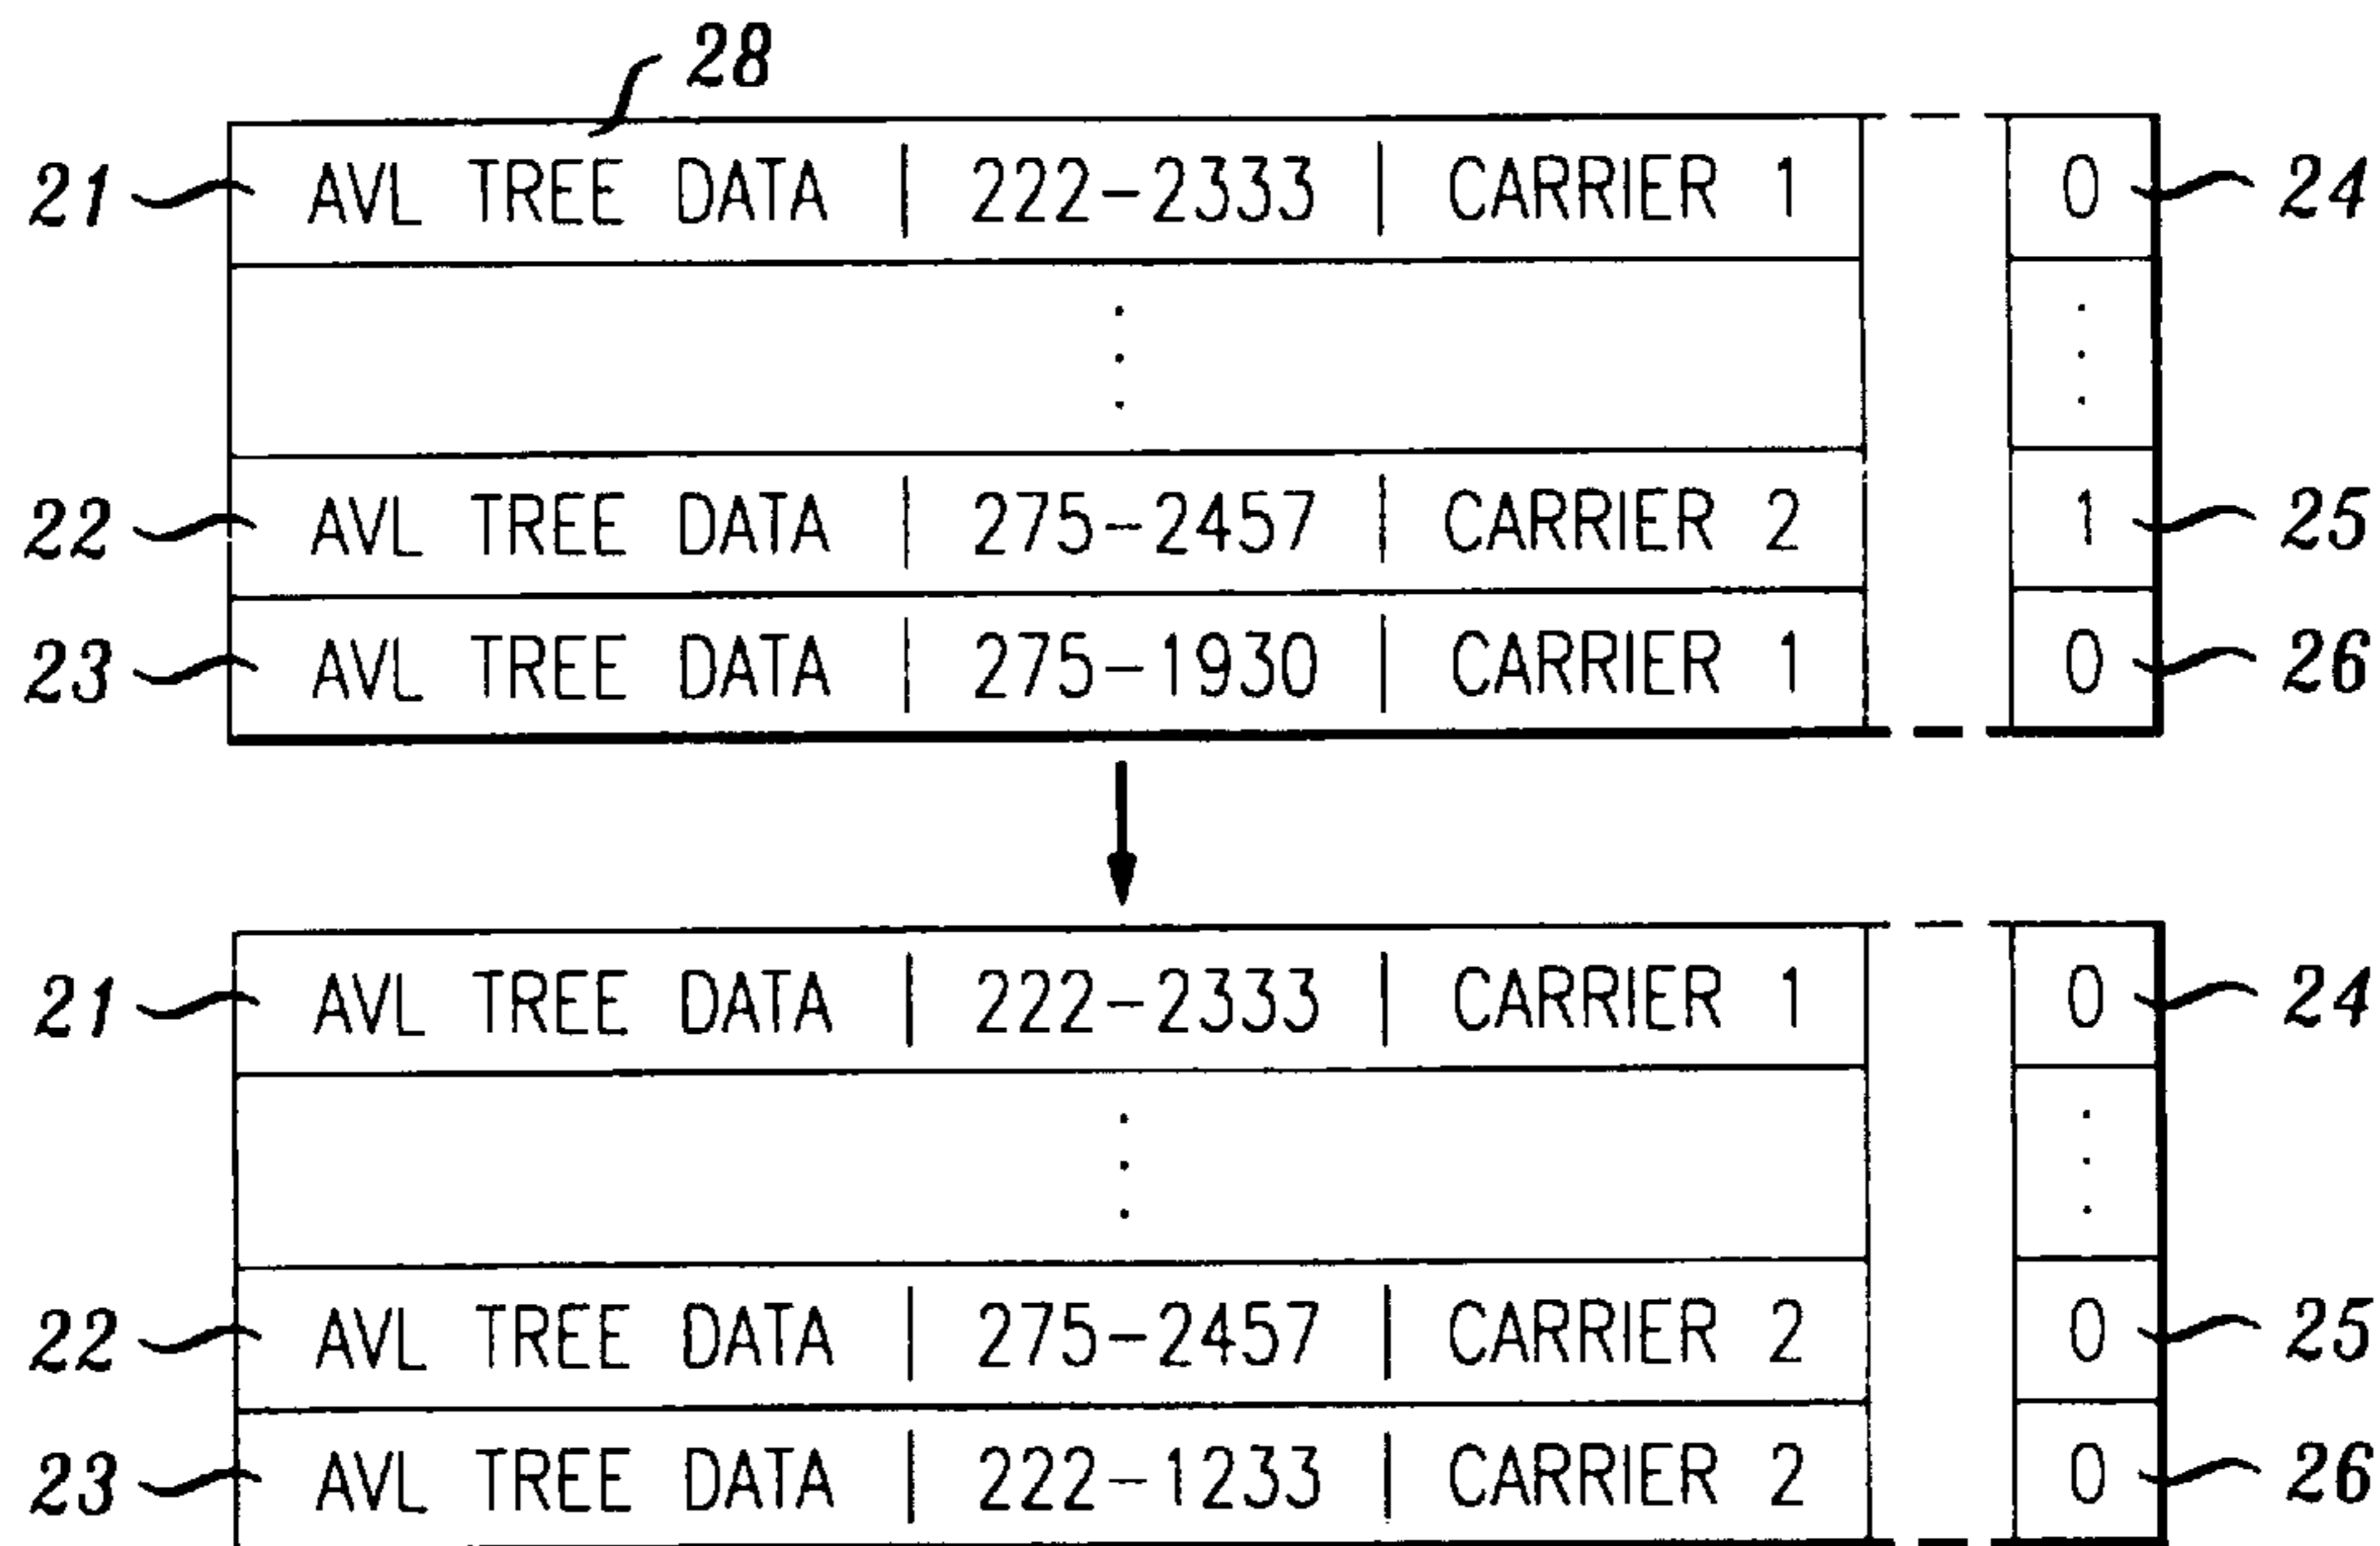 28
21 AVL TREE DATA | 222-2333 | CARRIER 1 0 24
22 AVL TREE DATA | 275-2457 | CARRIER 2 1 25
23 AVL TREE DATA | 275-1930 | CARRIER 1 0 26
21 AVL TREE DATA | 222-2333 | CARRIER 1 0 24
22 AVL TREE DATA | 275-2457 | CARRIER 2 0 25
23 AVL TREE DATA | 222-1233 | CARRIER 2 0 26